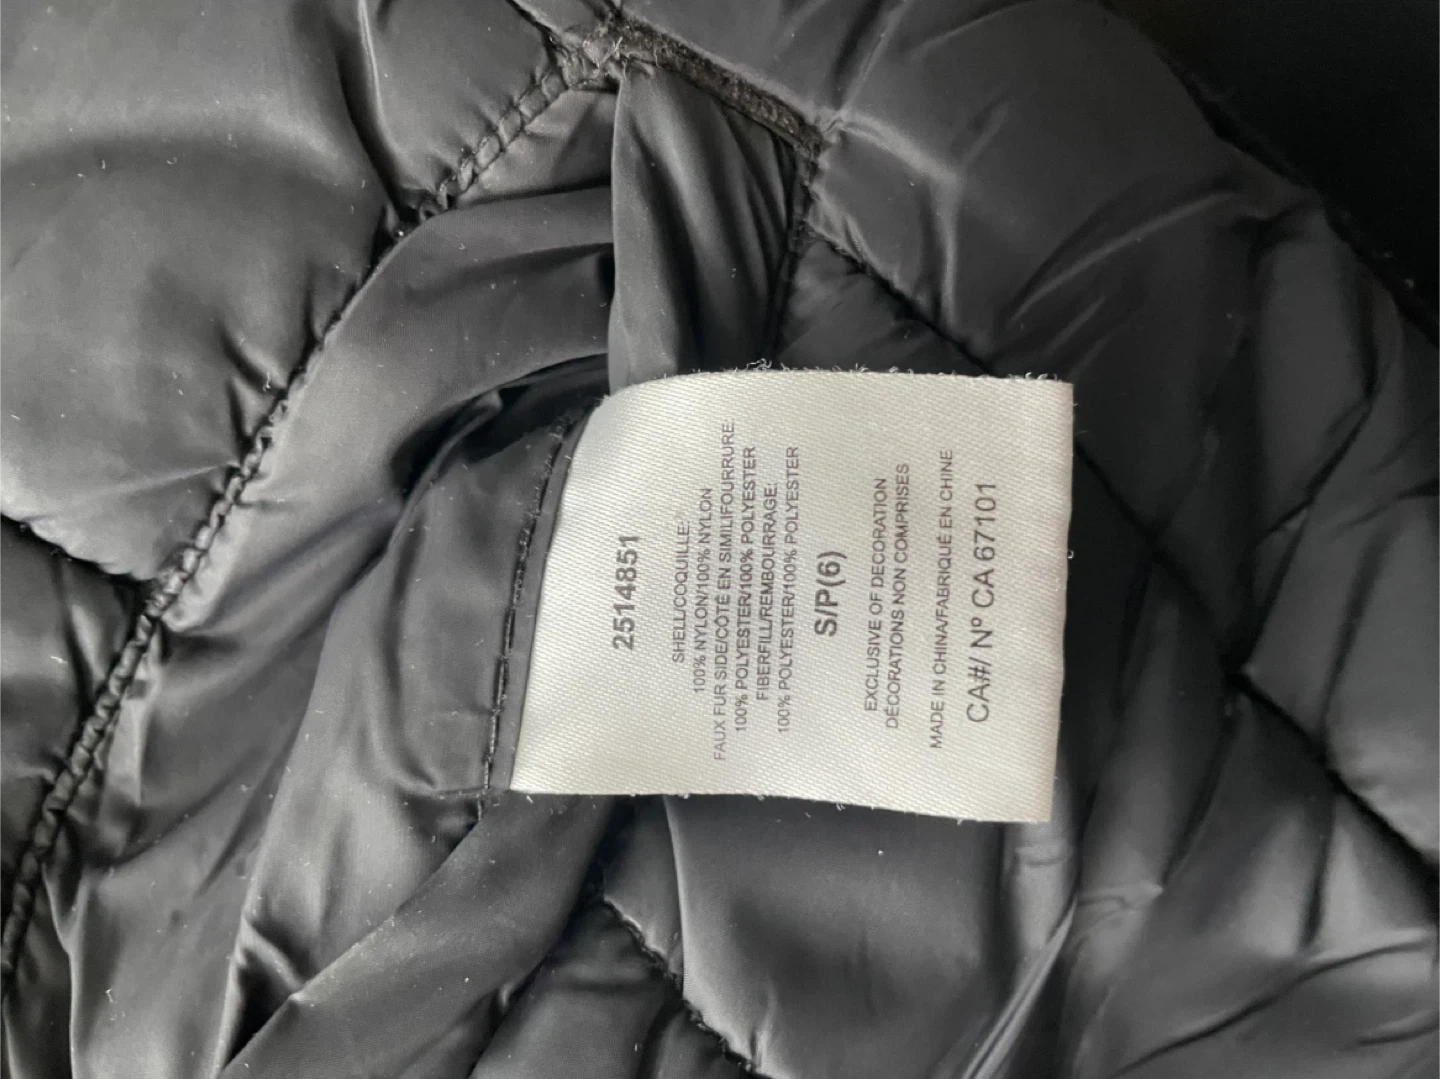 2514851
SHELL/COQUILLE:
100% NYLON/100% NYLON
FAUX FUR SIDE/CÔTÉ EN SIMILIFOURRURE:
100% POLYESTER/100% POLYESTER
FIBERFILL/REMBOURRAGE:
100% POLYESTER/100% POLYESTER
S/P(6)
EXCLUSIVE OF DECORATION
DÉCORATIONS NON COMPRISES
MADE IN CHINA/FABRIQUÉ EN CHINE
CA#/ Nº CA 67101